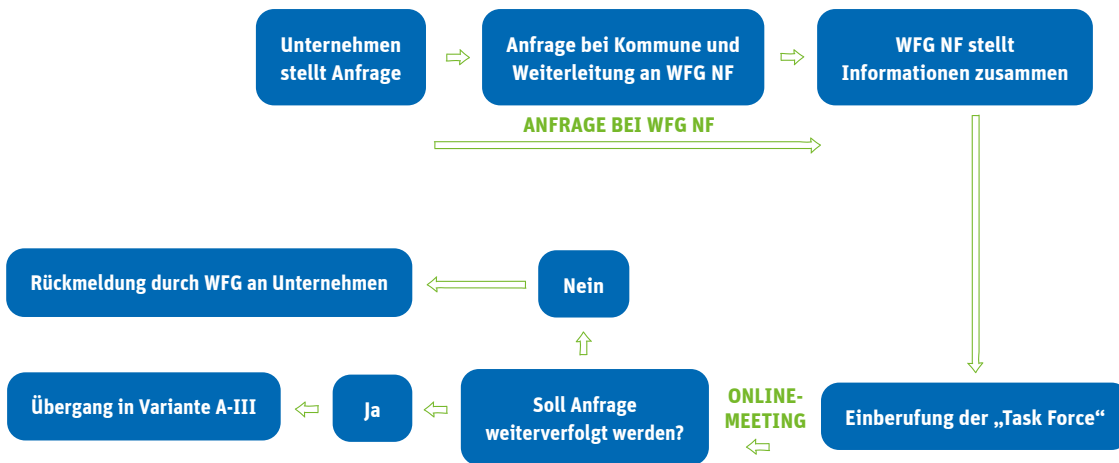 Unternehmen
stellt Anfrage
Anfrage bei Kommune und
Weiterleitung an WFG NF
WFG NF stellt
Informationen zusammen
ANFRAGE BEI WFG NF
Rückmeldung durch WFG an Unternehmen
Nein
Übergang in Variante A-III
Ja
Soll Anfrage
weiterverfolgt werden?
ONLINE-
MEETING
Einberufung der „Task Force“